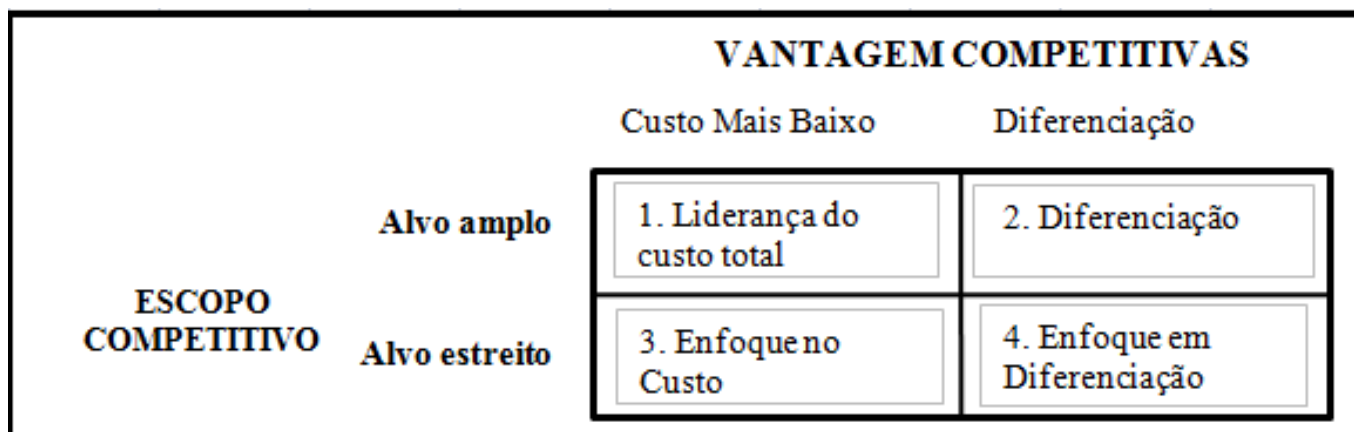 VANTAGEM COMPETITIVAS
Custo Mais Baixo
Diferenciação
Alvo amplo
1. Liderança do
custo total
2. Diferenciação
ESCOPO
COMPETITIVO
Alvo estreito
3. Enfoque no
Custo
4. Enfoque em
Diferenciação